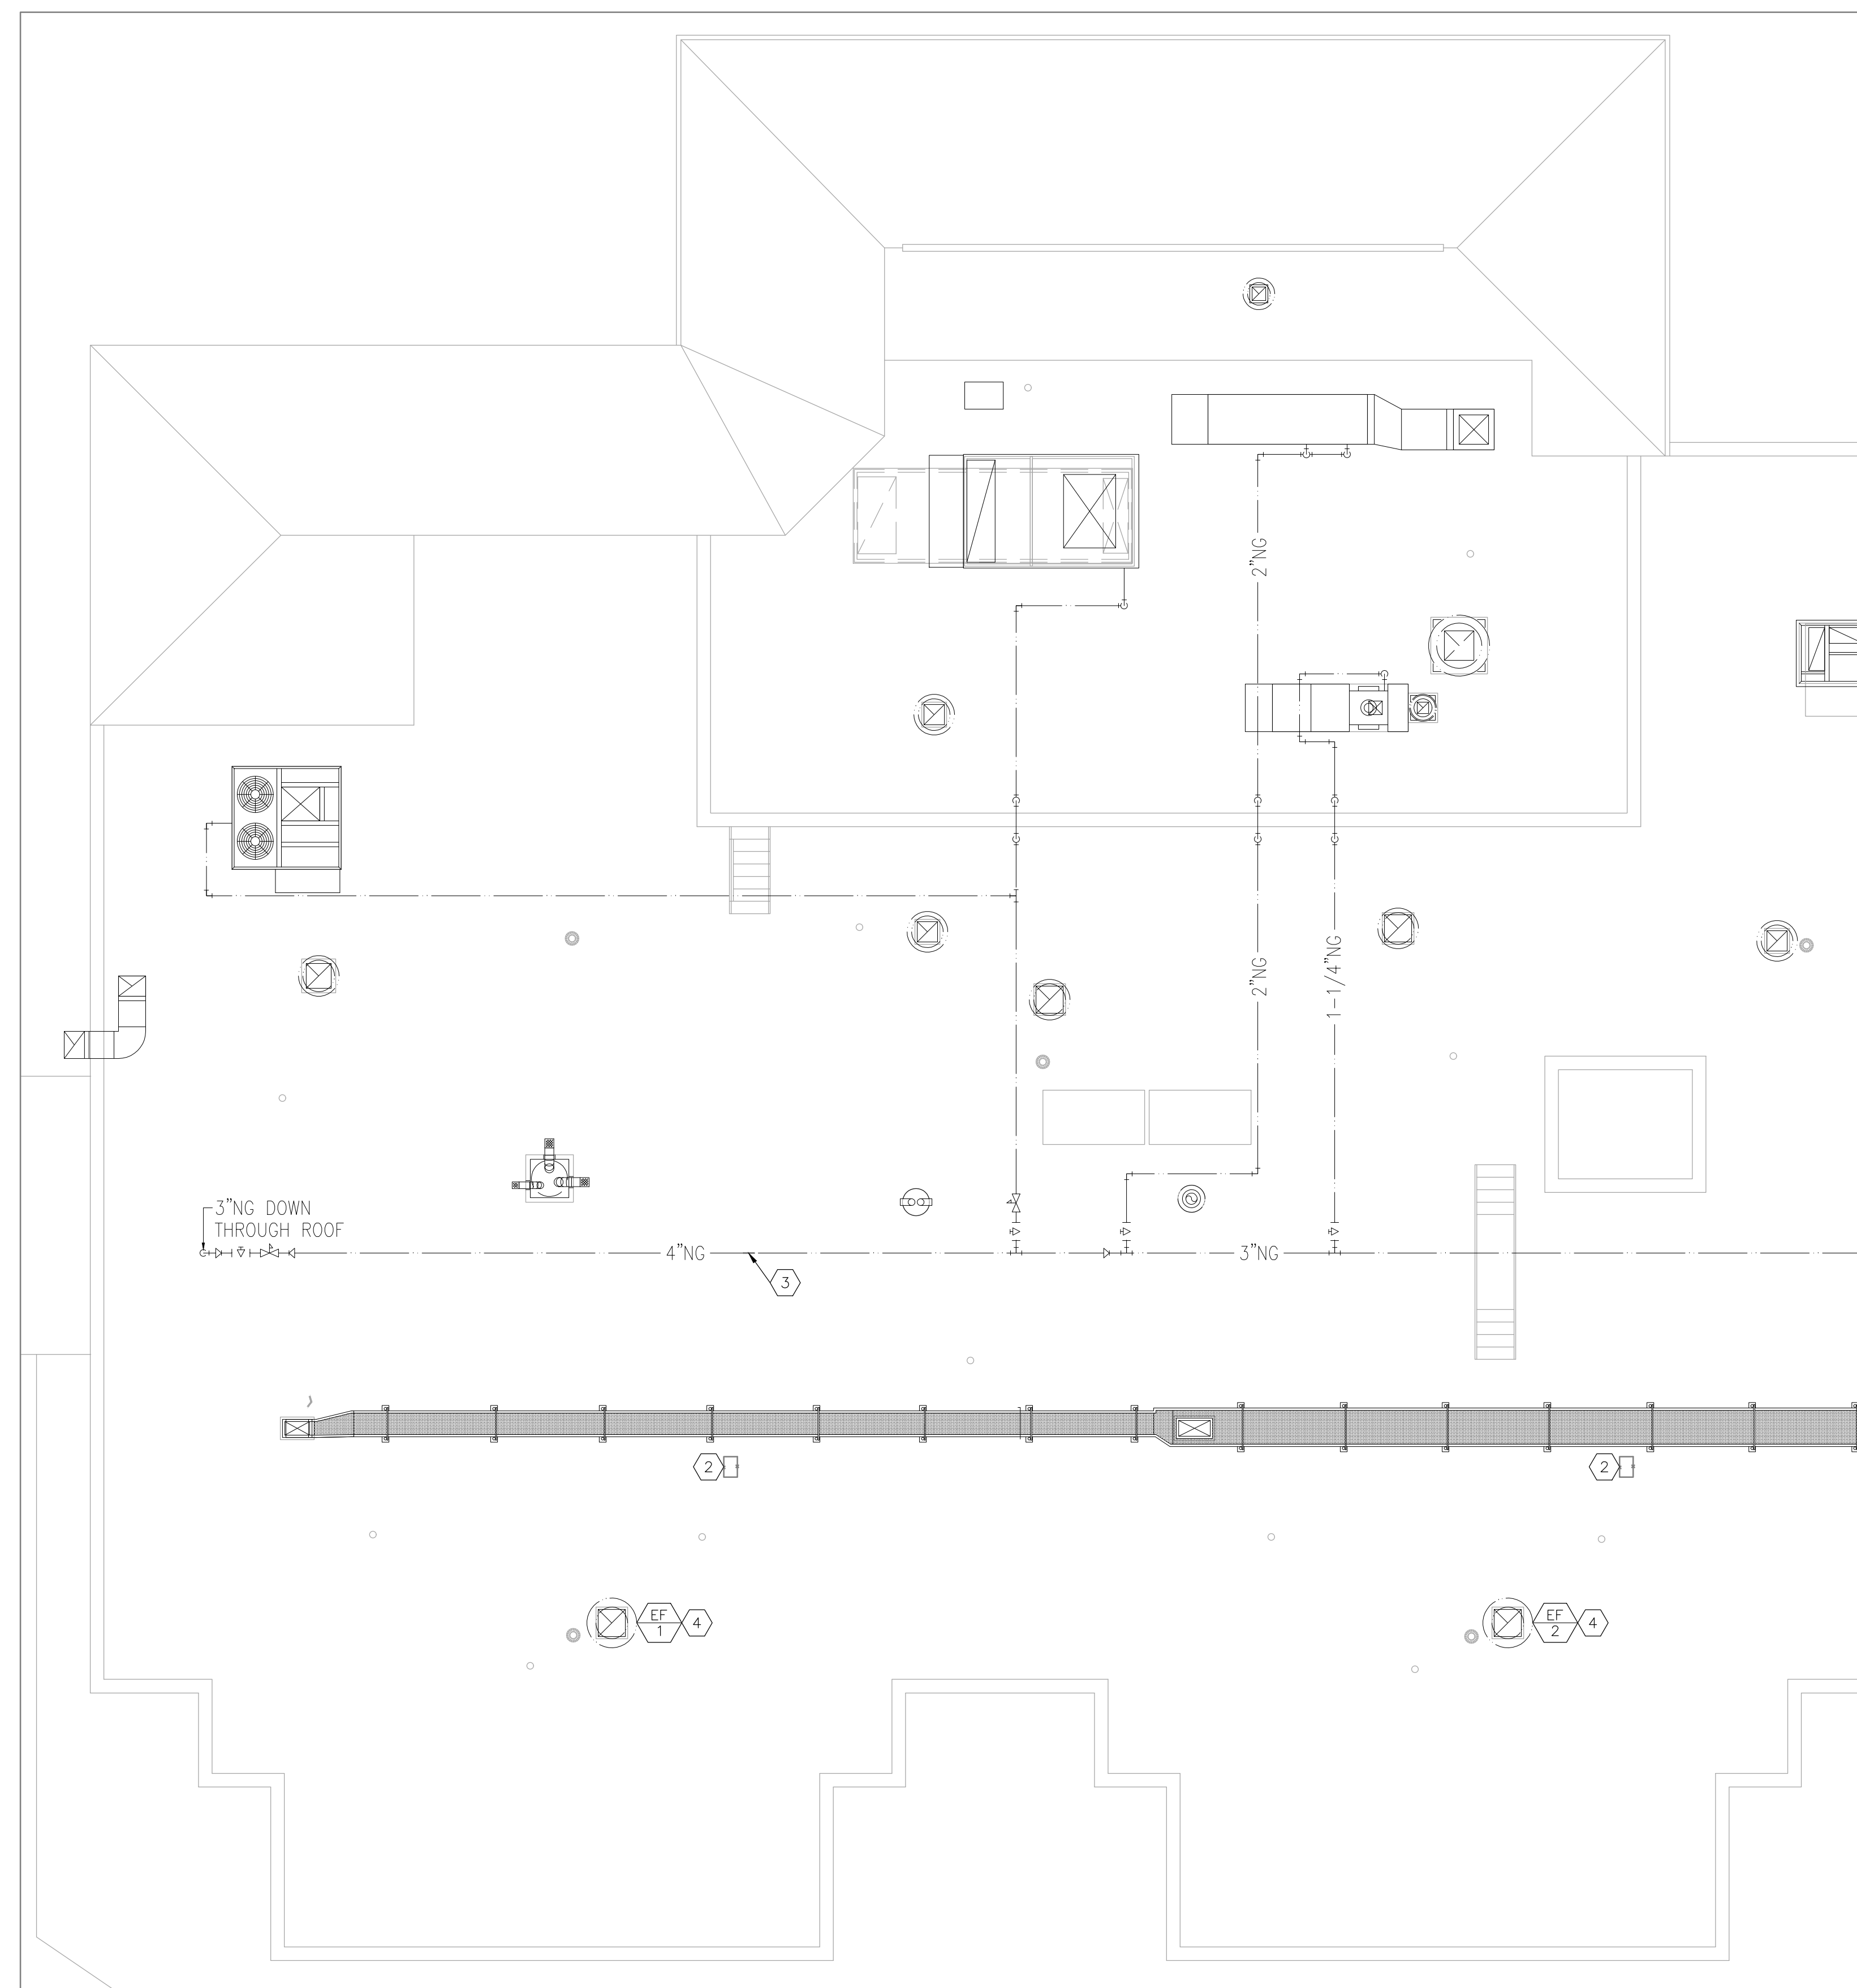 2"NG
2"NG
1-1/4"NG
3"NG DOWN
THROUGH ROOF
4"NG
3"NG
3
2
2
EF
1
4
EF
2
4